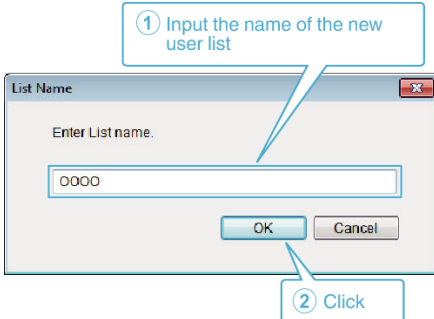 ① Input the name of the new
user list
List Name
Enter List name.
OOOO
OK Cancel
② Click